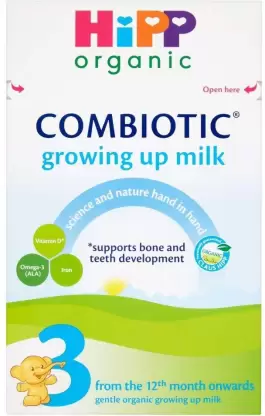 HiPP
organic
Open here
COMBIOTIC®
growing up milk
science and nature hand in hand
Vitamin D*
Omega-3
(ALA)
Iron
*supports bone and
teeth development
ORGANIC
3
from the 12th month onwards
gentle organic growing up milk